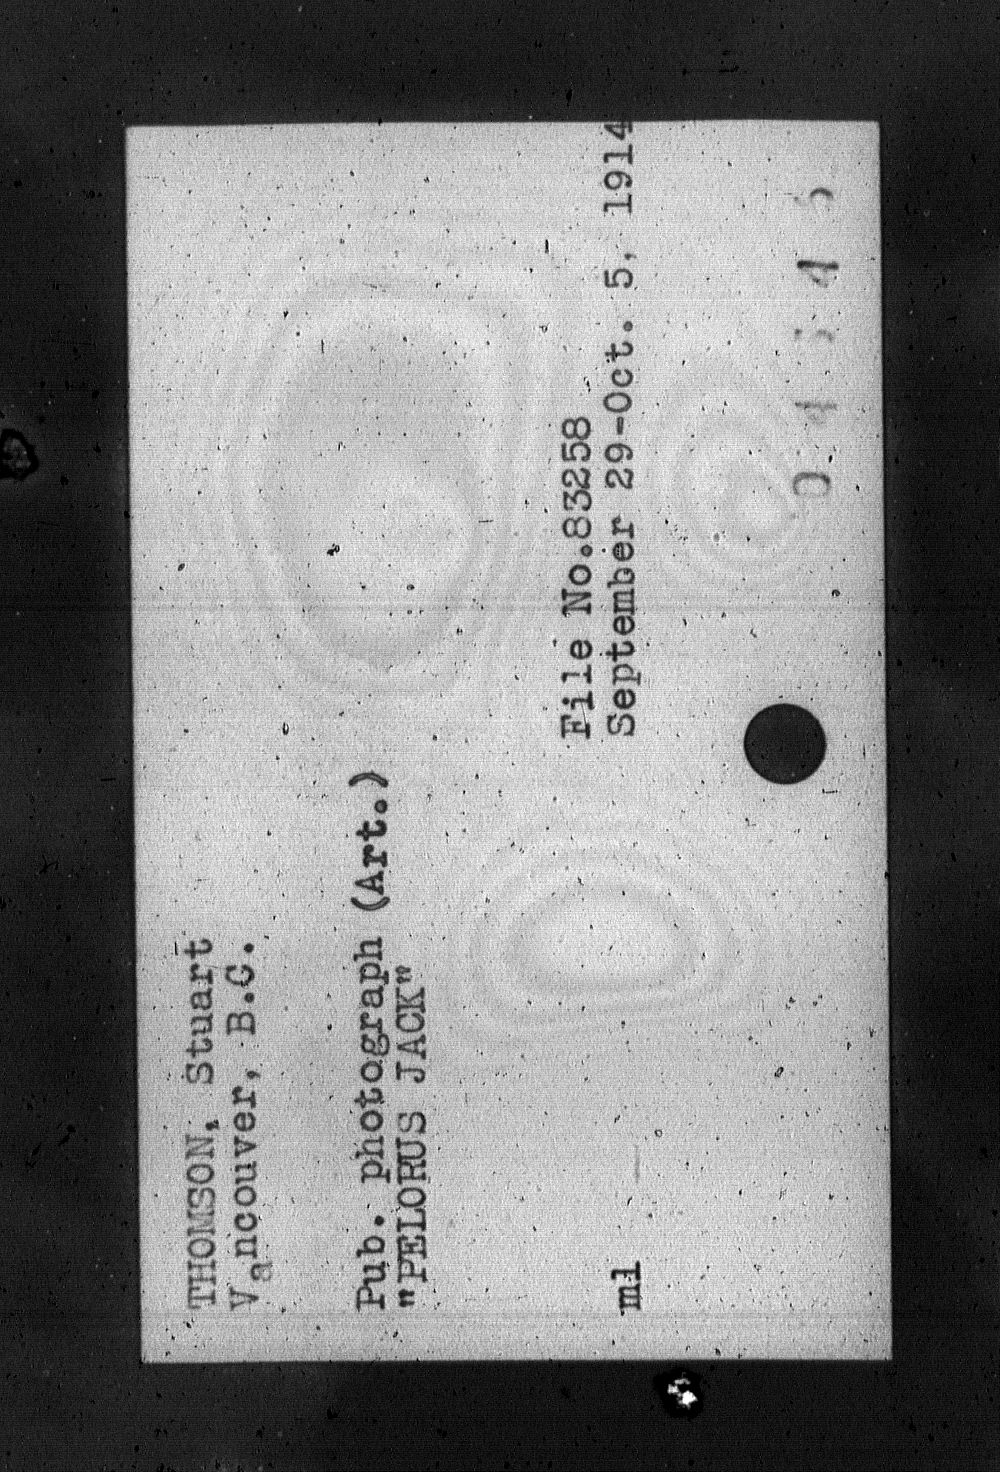 THOMSON, Stuart
Vancouver, B.C.
Pub. photograph (Art.)
"PELORUS JACK"
File No.83258
September 29-Oct. 5, 1914
ml